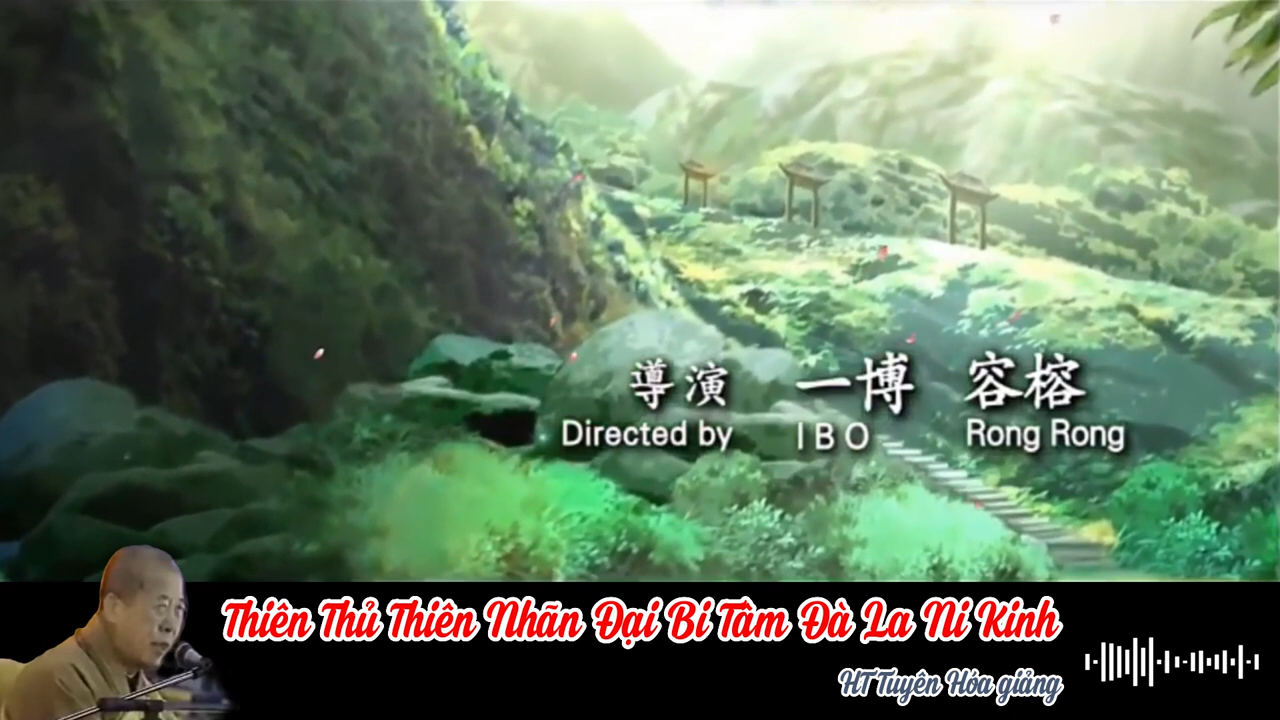 導演 一博 容榕
Directed by IBO Rong Rong
Thiên Thủ Thiên Nhãn Đại Bi Tâm Đà La Ni Kinh
HT Tuyên Hóa giảng